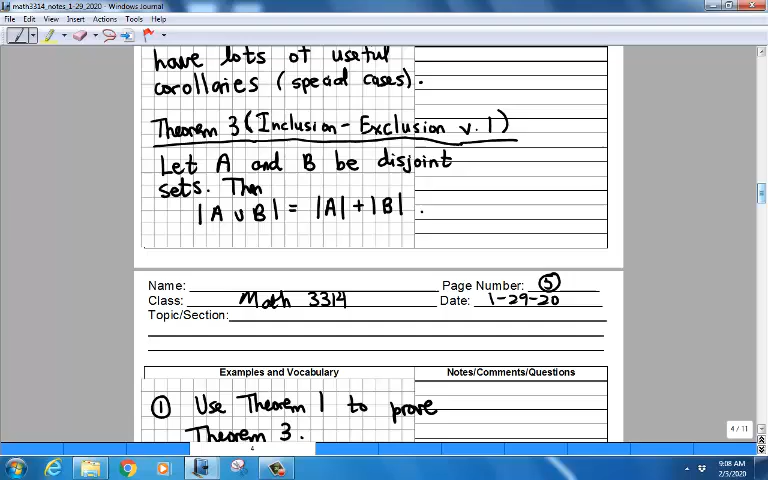 math3314_notes_1-29_2020 - Windows Journal
File Edit View Insert Actions Tools Help
have lots of useful
corollaries (special cases).
Theorem 3 (Inclusion-Exclusion v.1)
Let A and B be disjoint
sets. Then
|A ∪ B| = |A| + |B|.
Name:
Page Number: 5
Class: Math 3314
Date: 1-29-20
Topic/Section:
Examples and Vocabulary
Notes/Comments/Questions
① Use Theorem 1 to prove
Theorem 3.
4 / 11
4
9:08 AM
2/3/2020